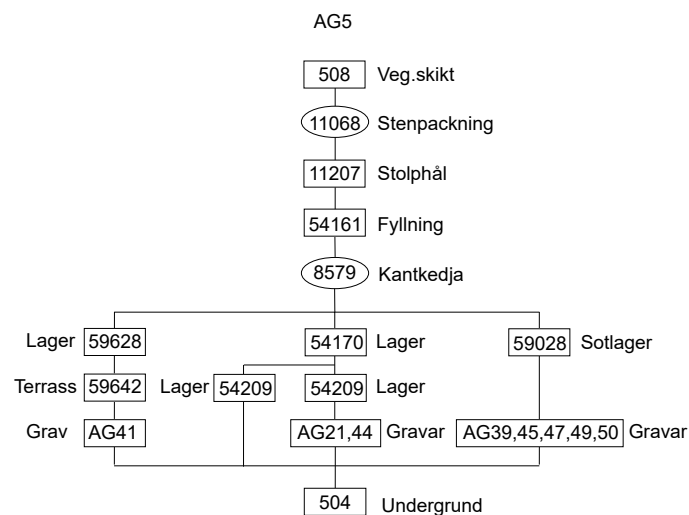 AG5
508 Veg.skikt
11068 Stenpackning
11207 Stolphål
54161 Fyllning
8579 Kantkedja
Lager 59628 54170 Lager 59028 Sotlager
Terrass 59642 Lager 54209 54209 Lager
Grav AG41 AG21,44 Gravar AG39,45,47,49,50 Gravar
504 Undergrund